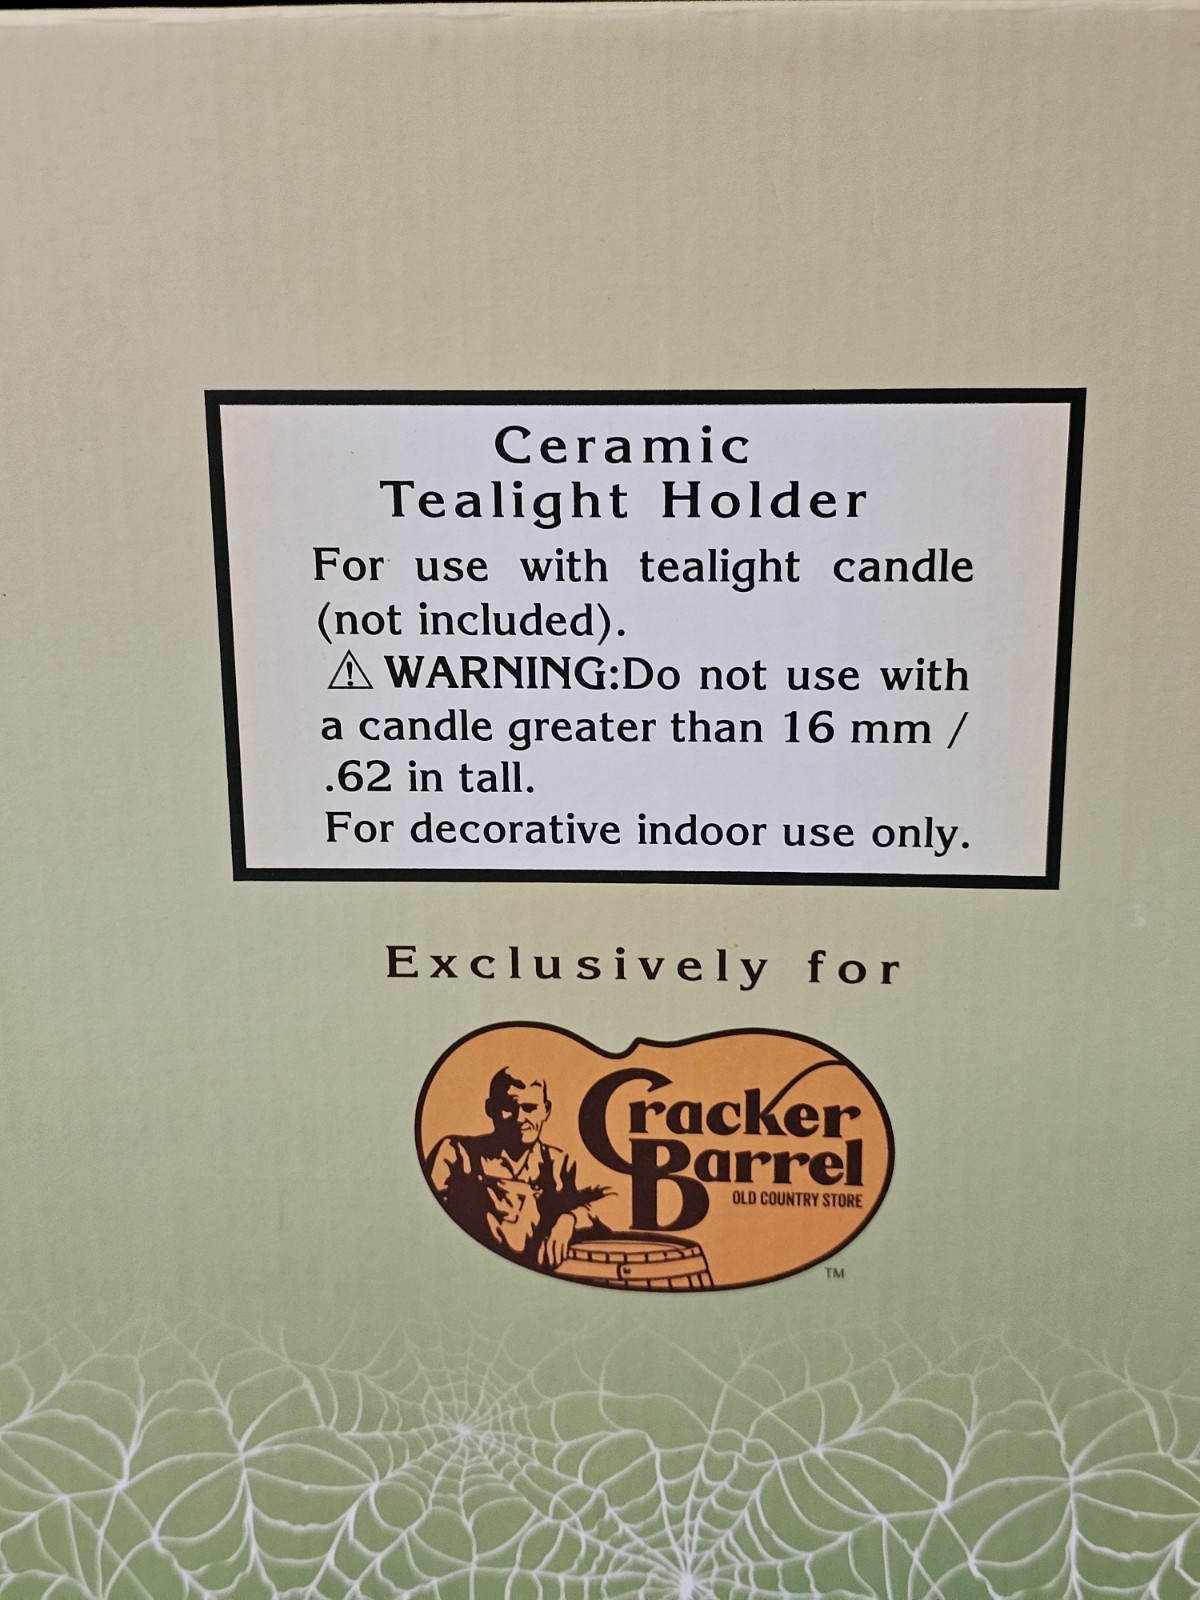 Ceramic
Tealight Holder
For use with tealight candle
(not included).
⚠ WARNING:Do not use with
a candle greater than 16 mm /
.62 in tall.
For decorative indoor use only.
Exclusively for
Cracker
Barrel
OLD COUNTRY STORE
TM